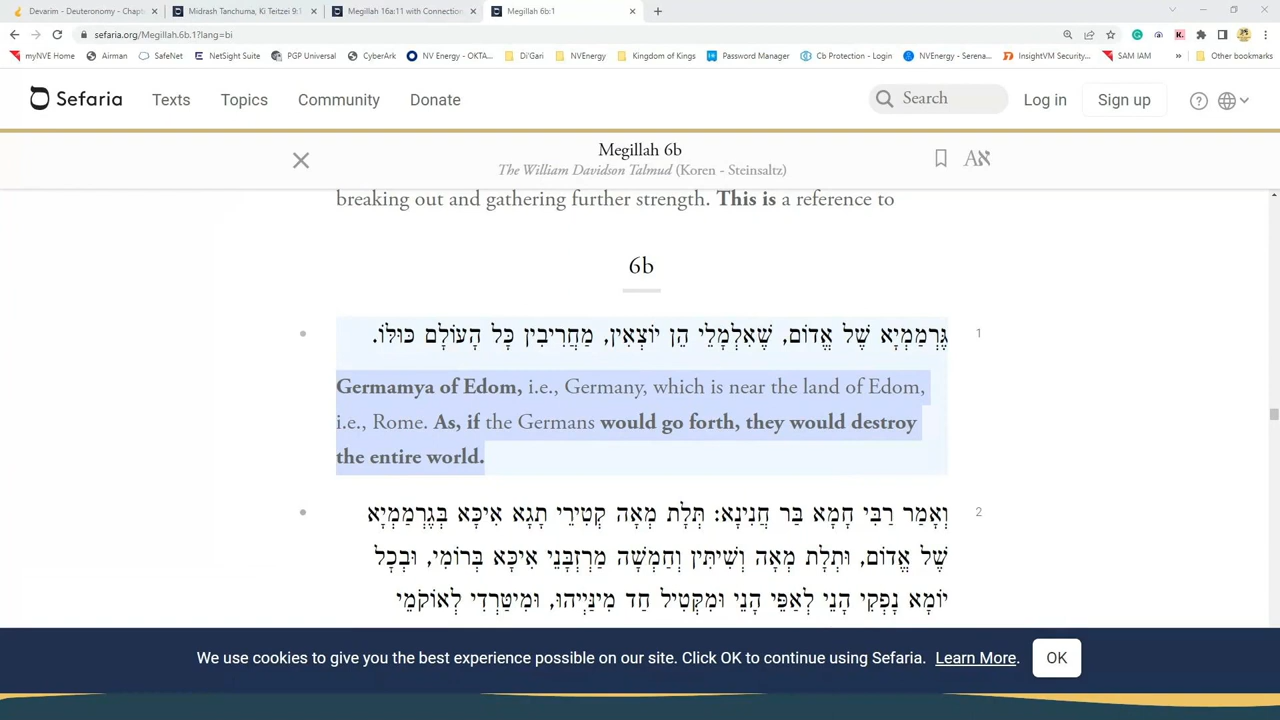 Devarim - Deuteronomy - Chapt
Midrash Tanchuma, Ki Teitzei 9:1
Megillah 16a:11 with Connection
Megillah 6b:1
sefaria.org/Megillah.6b.1?lang=bi
myNVE Home Airman SafeNet NetSight Suite PGP Universal CyberArk NV Energy - OKTA... Di'Gari NVEnergy Kingdom of Kings Password Manager Cb Protection - Login NVEnergy - Serena... InsightVM Security... SAM IAM » Other bookmarks
Sefaria Texts Topics Community Donate Search Log in Sign up
Megillah 6b
The William Davidson Talmud (Koren - Steinsaltz)
breaking out and gathering further strength. This is a reference to
6b
גֶּרְמַמְיָא שֶׁל אֱדוֹם, שֶׁאִלְמָלֵי הֵן יוֹצְאִין, מַחֲרִיבִין כָּל הָעוֹלָם כּוּלּוֹ.
1
Germamya of Edom, i.e., Germany, which is near the land of Edom,
i.e., Rome. As, if the Germans would go forth, they would destroy
the entire world.
וְאָמַר רַבִּי חָמָא בַּר חֲנִינָא: תְּלָת מְאָה קְטִירֵי תָגָא אִיכָּא בְּגֶרְמַמְיָא
2
שֶׁל אֱדוֹם, וּתְלָת מְאָה וְשִׁיתִּין וְחַמְשָׁה מַרְזְבָּנֵי אִיכָּא בְּרוֹמִי, וּבְכָל
יוֹמָא נָפְקִי הָנֵי לְאַפֵּי הָנֵי וּמִקְּטִיל חַד מִינַּיְיהוּ, וּמִיטַּרְדִי לְאוֹקֹמֵי
We use cookies to give you the best experience possible on our site. Click OK to continue using Sefaria. Learn More. OK